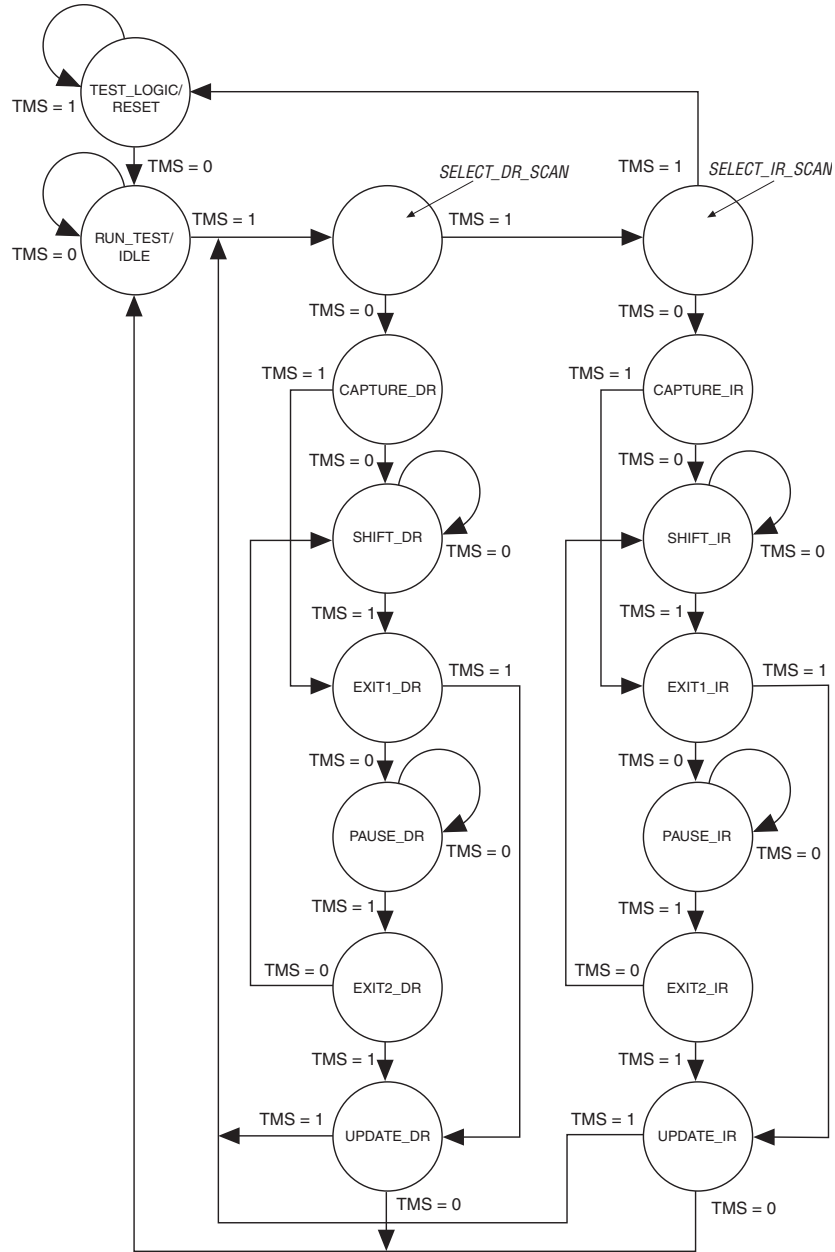 TEST_LOGIC/
RESET
TMS = 1
TMS = 0
SELECT_DR_SCAN
TMS = 1
SELECT_IR_SCAN
RUN_TEST/
IDLE
TMS = 0
TMS = 1
TMS = 1
TMS = 0
TMS = 0
TMS = 1
CAPTURE_DR
TMS = 1
CAPTURE_IR
TMS = 0
TMS = 0
SHIFT_DR
TMS = 0
SHIFT_IR
TMS = 0
TMS = 1
TMS = 1
EXIT1_DR
TMS = 1
EXIT1_IR
TMS = 1
TMS = 0
TMS = 0
PAUSE_DR
TMS = 0
PAUSE_IR
TMS = 0
TMS = 1
TMS = 1
TMS = 0
EXIT2_DR
TMS = 0
EXIT2_IR
TMS = 1
TMS = 1
TMS = 1
UPDATE_DR
TMS = 1
UPDATE_IR
TMS = 0
TMS = 0